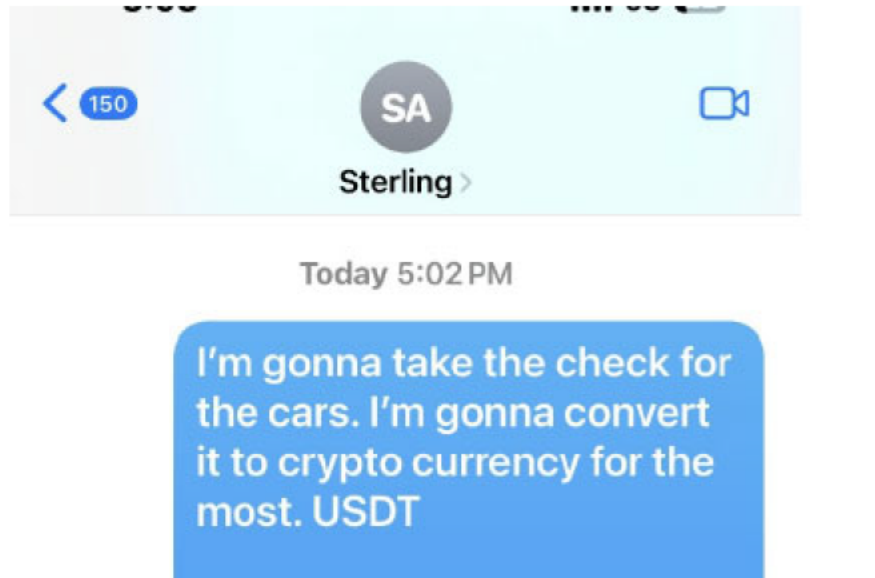 150
SA
Sterling
Today 5:02 PM
I'm gonna take the check for
the cars. I'm gonna convert
it to crypto currency for the
most. USDT